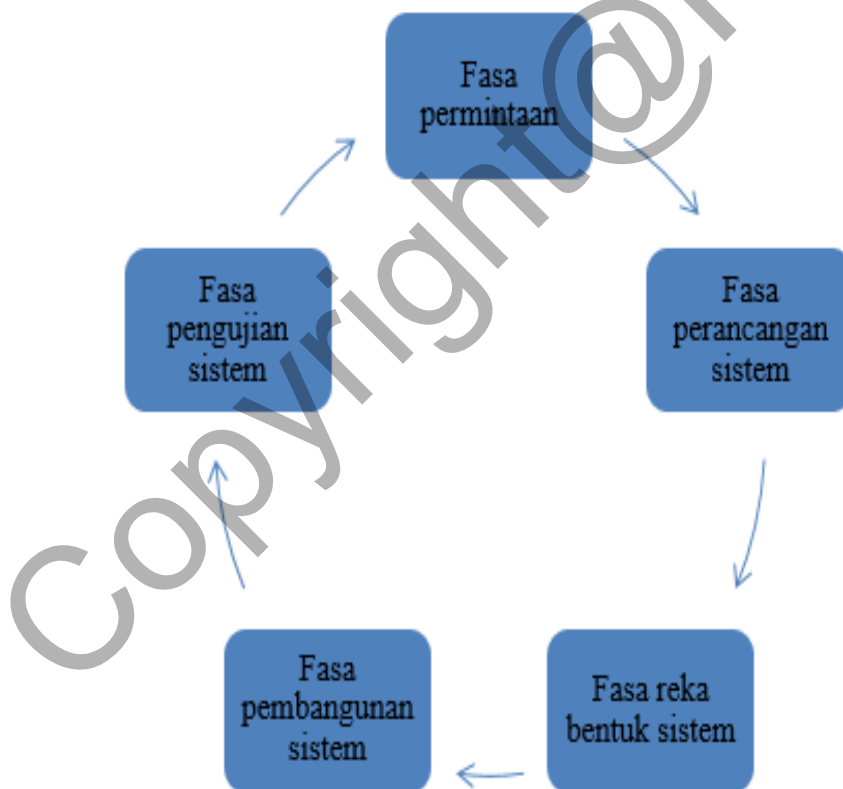 Fasa
permintaan
Fasa
perancangan
sistem
Fasa reka
bentuk sistem
Fasa
pembangunan
sistem
Fasa
pengujian
sistem
Copyright@